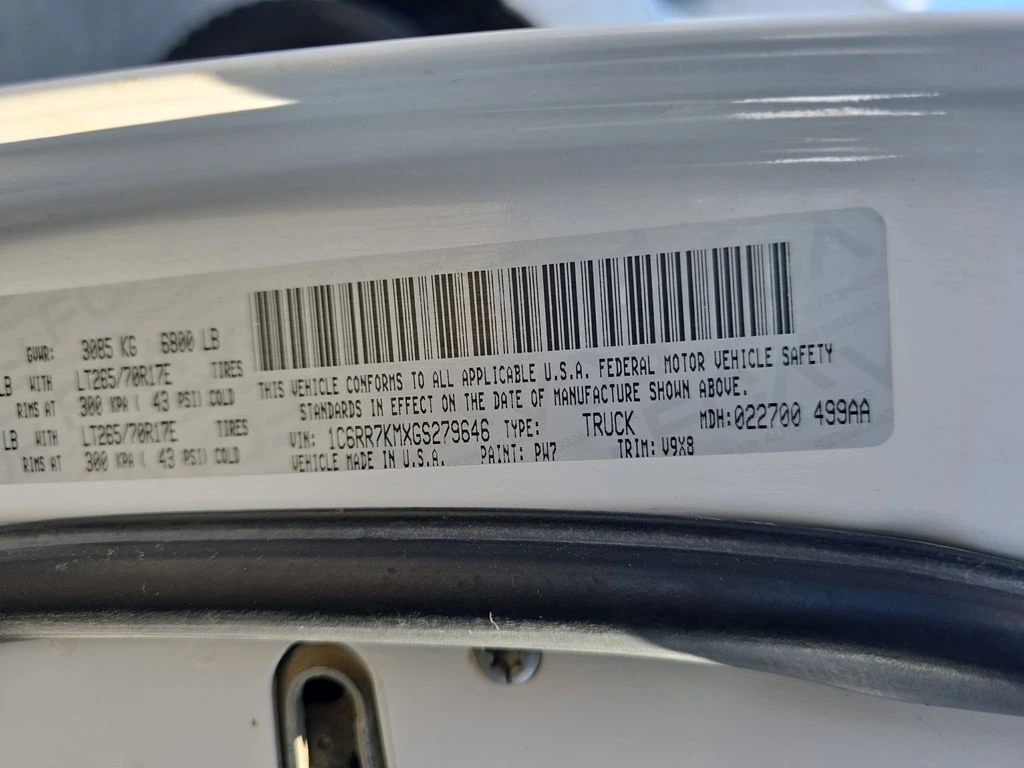 GVWR: 3085 KG 6800 LB
LB WITH LT265/70R17E TIRES
RIMS AT 300 KPA ( 43 PSI) COLD
LB WITH LT265/70R17E TIRES
RIMS AT 300 KPA ( 43 PSI) COLD
THIS VEHICLE CONFORMS TO ALL APPLICABLE U.S.A. FEDERAL MOTOR VEHICLE SAFETY
STANDARDS IN EFFECT ON THE DATE OF MANUFACTURE SHOWN ABOVE.
VIN: 1C6RR7KMXGS279646 TYPE: TRUCK MDH:022700 499AA
VEHICLE MADE IN U.S.A. PAINT: PW7 TRIM: V9X8